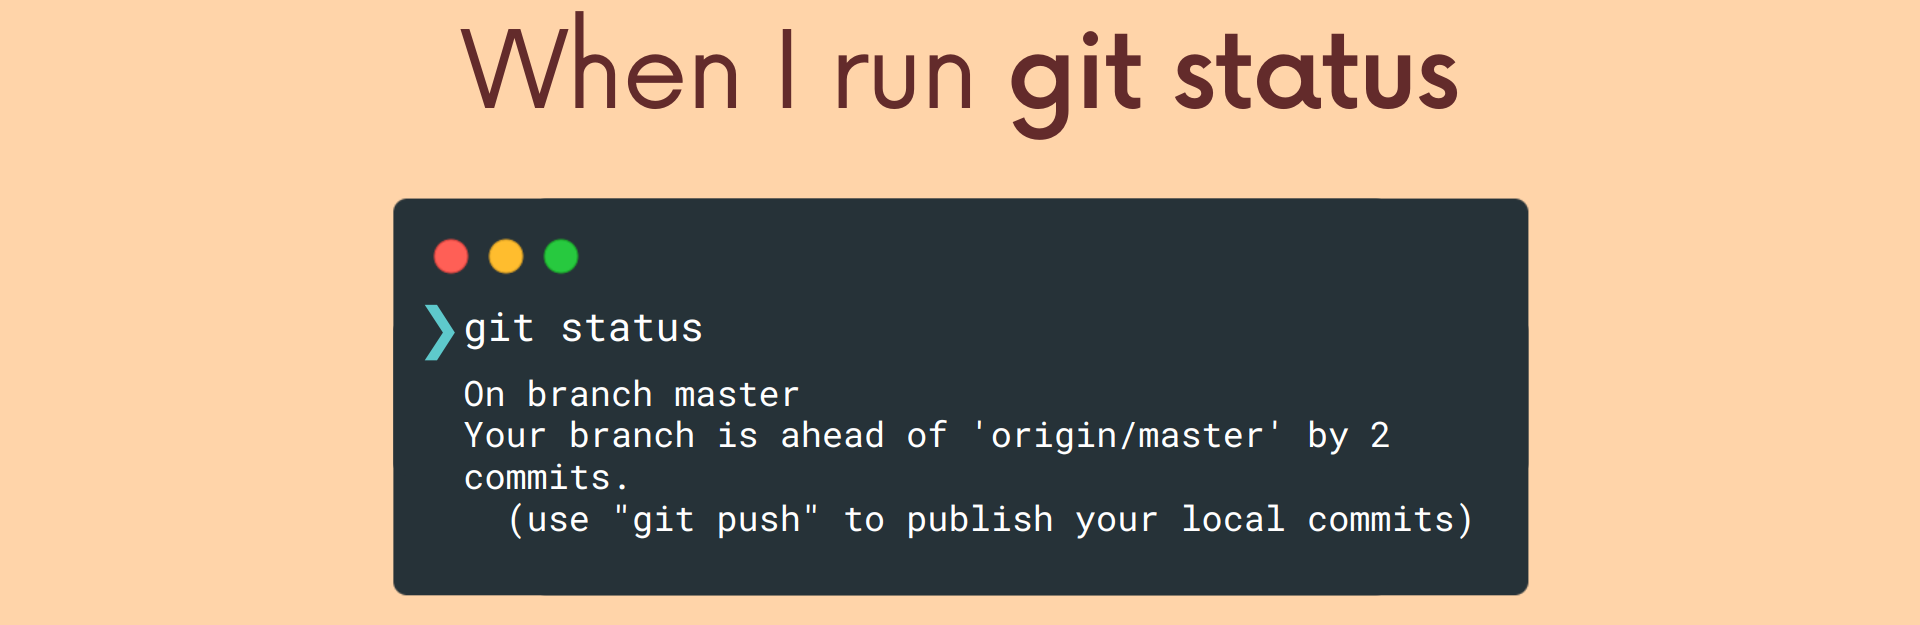 When I run git status
❯ git status
On branch master
Your branch is ahead of 'origin/master' by 2
commits.
  (use "git push" to publish your local commits)